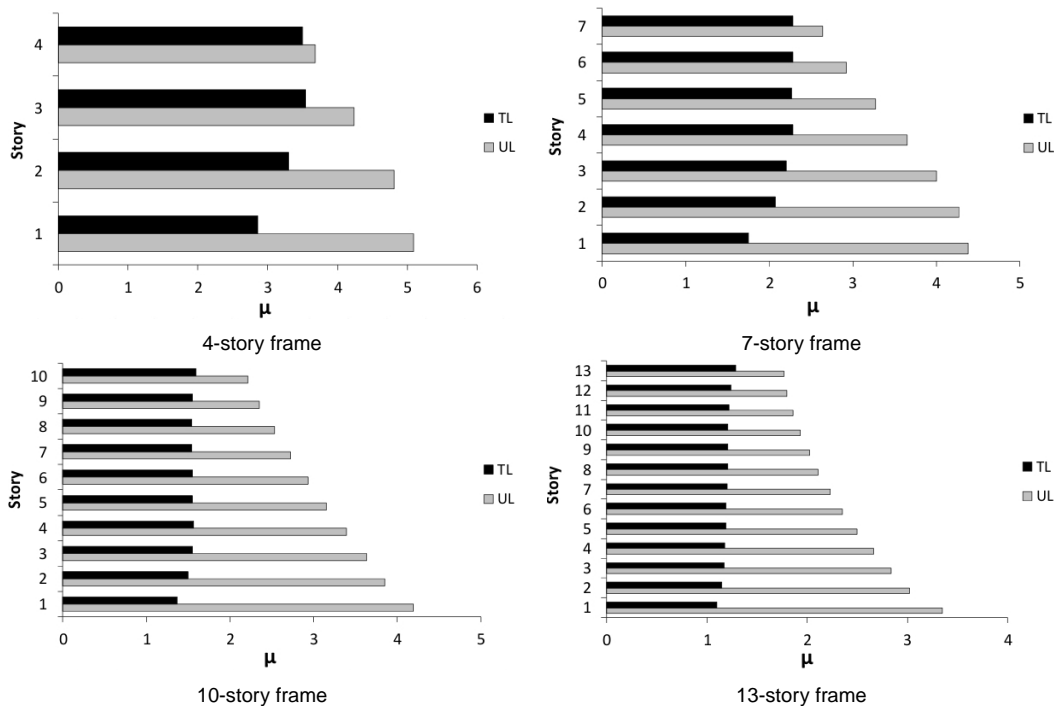 4
3
2
1
Story
0 1 2 3 4 5 6
μ
TL
UL
4-story frame
7
6
5
4
3
2
1
Story
0 1 2 3 4 5
μ
TL
UL
7-story frame
10
9
8
7
6
5
4
3
2
1
Story
0 1 2 3 4 5
μ
TL
UL
10-story frame
13
12
11
10
9
8
7
6
5
4
3
2
1
Story
0 1 2 3 4
μ
TL
UL
13-story frame